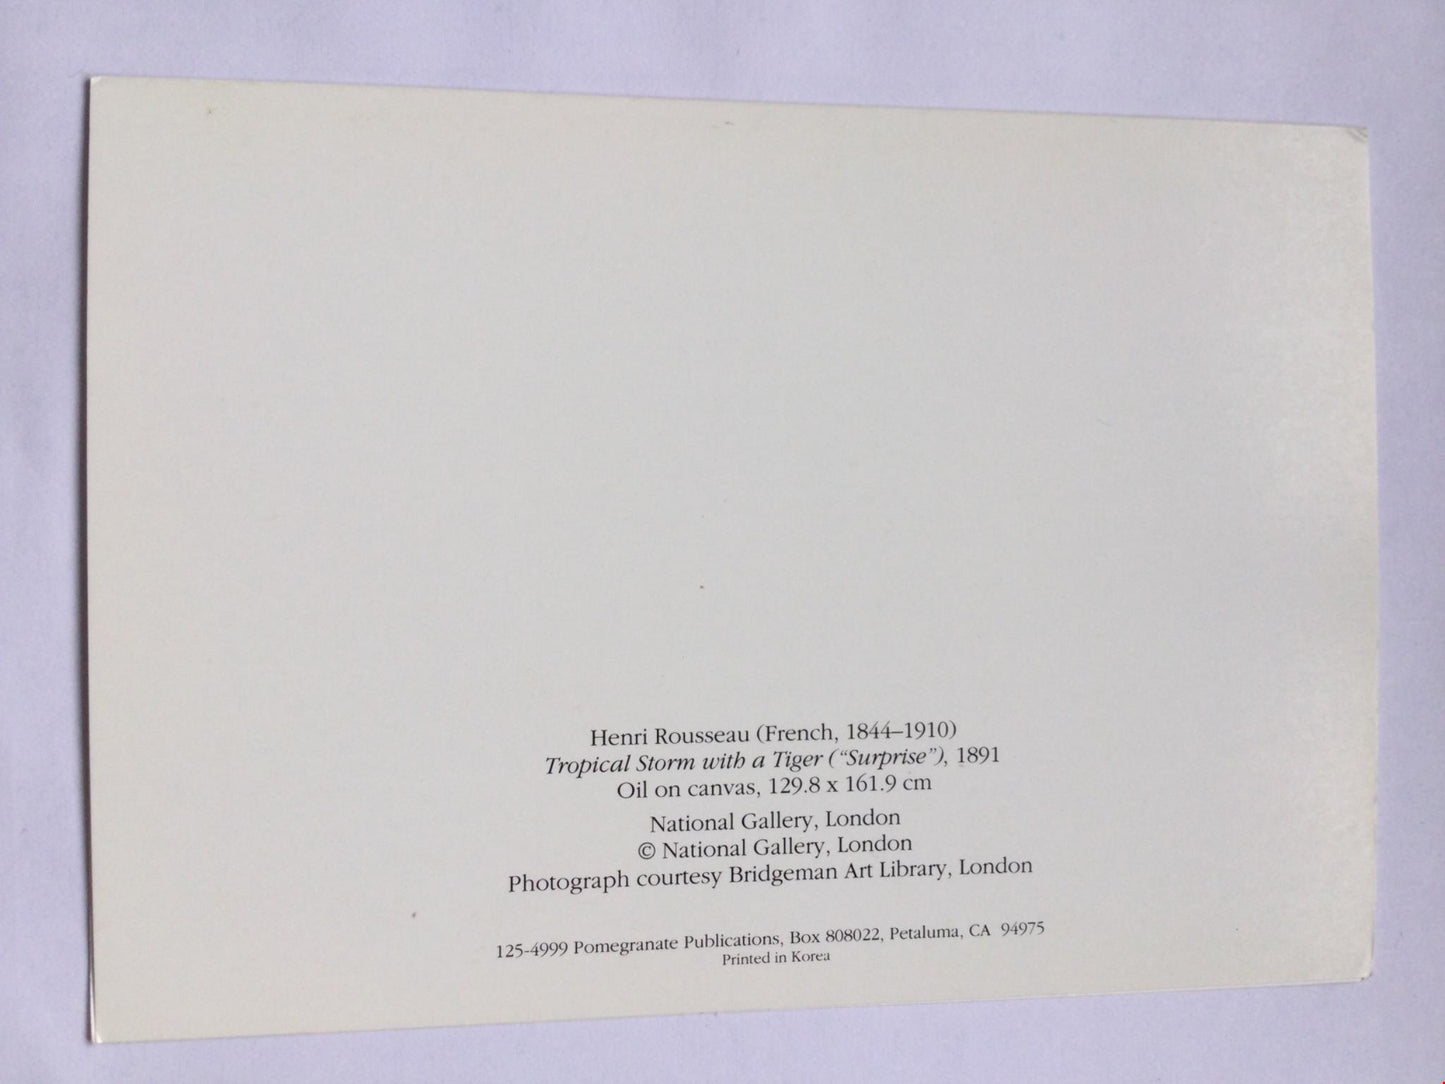 Henri Rousseau (French, 1844–1910)
Tropical Storm with a Tiger (“Surprise”), 1891
Oil on canvas, 129.8 x 161.9 cm
National Gallery, London
© National Gallery, London
Photograph courtesy Bridgeman Art Library, London
125-4999 Pomegranate Publications, Box 808022, Petaluma, CA 94975
Printed in Korea